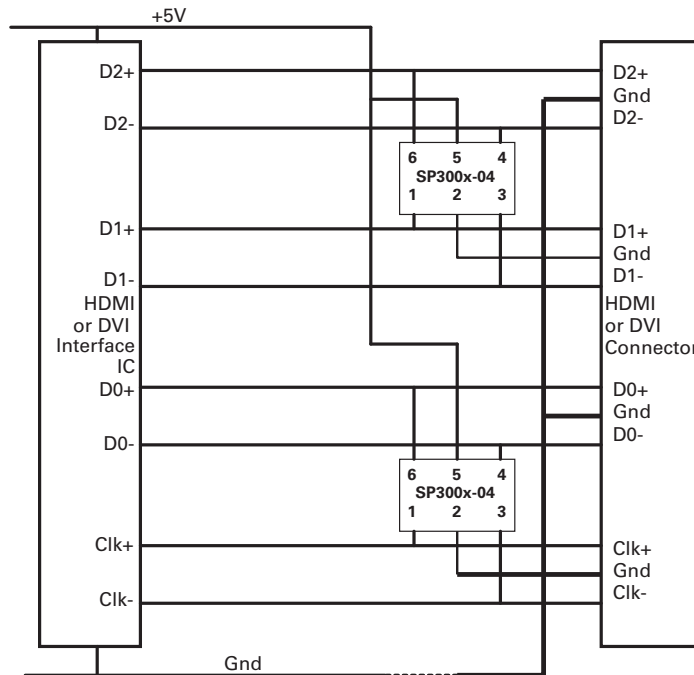 +5V
D2+
D2-
D1+
D1-
HDMI
or DVI
Interface
IC
D0+
D0-
Clk+
Clk-
6 5 4
SP300x-04
1 2 3
6 5 4
SP300x-04
1 2 3
D2+
Gnd
D2-
D1+
Gnd
D1-
HDMI
or DVI
Connector
D0+
Gnd
D0-
Clk+
Gnd
Clk-
Gnd